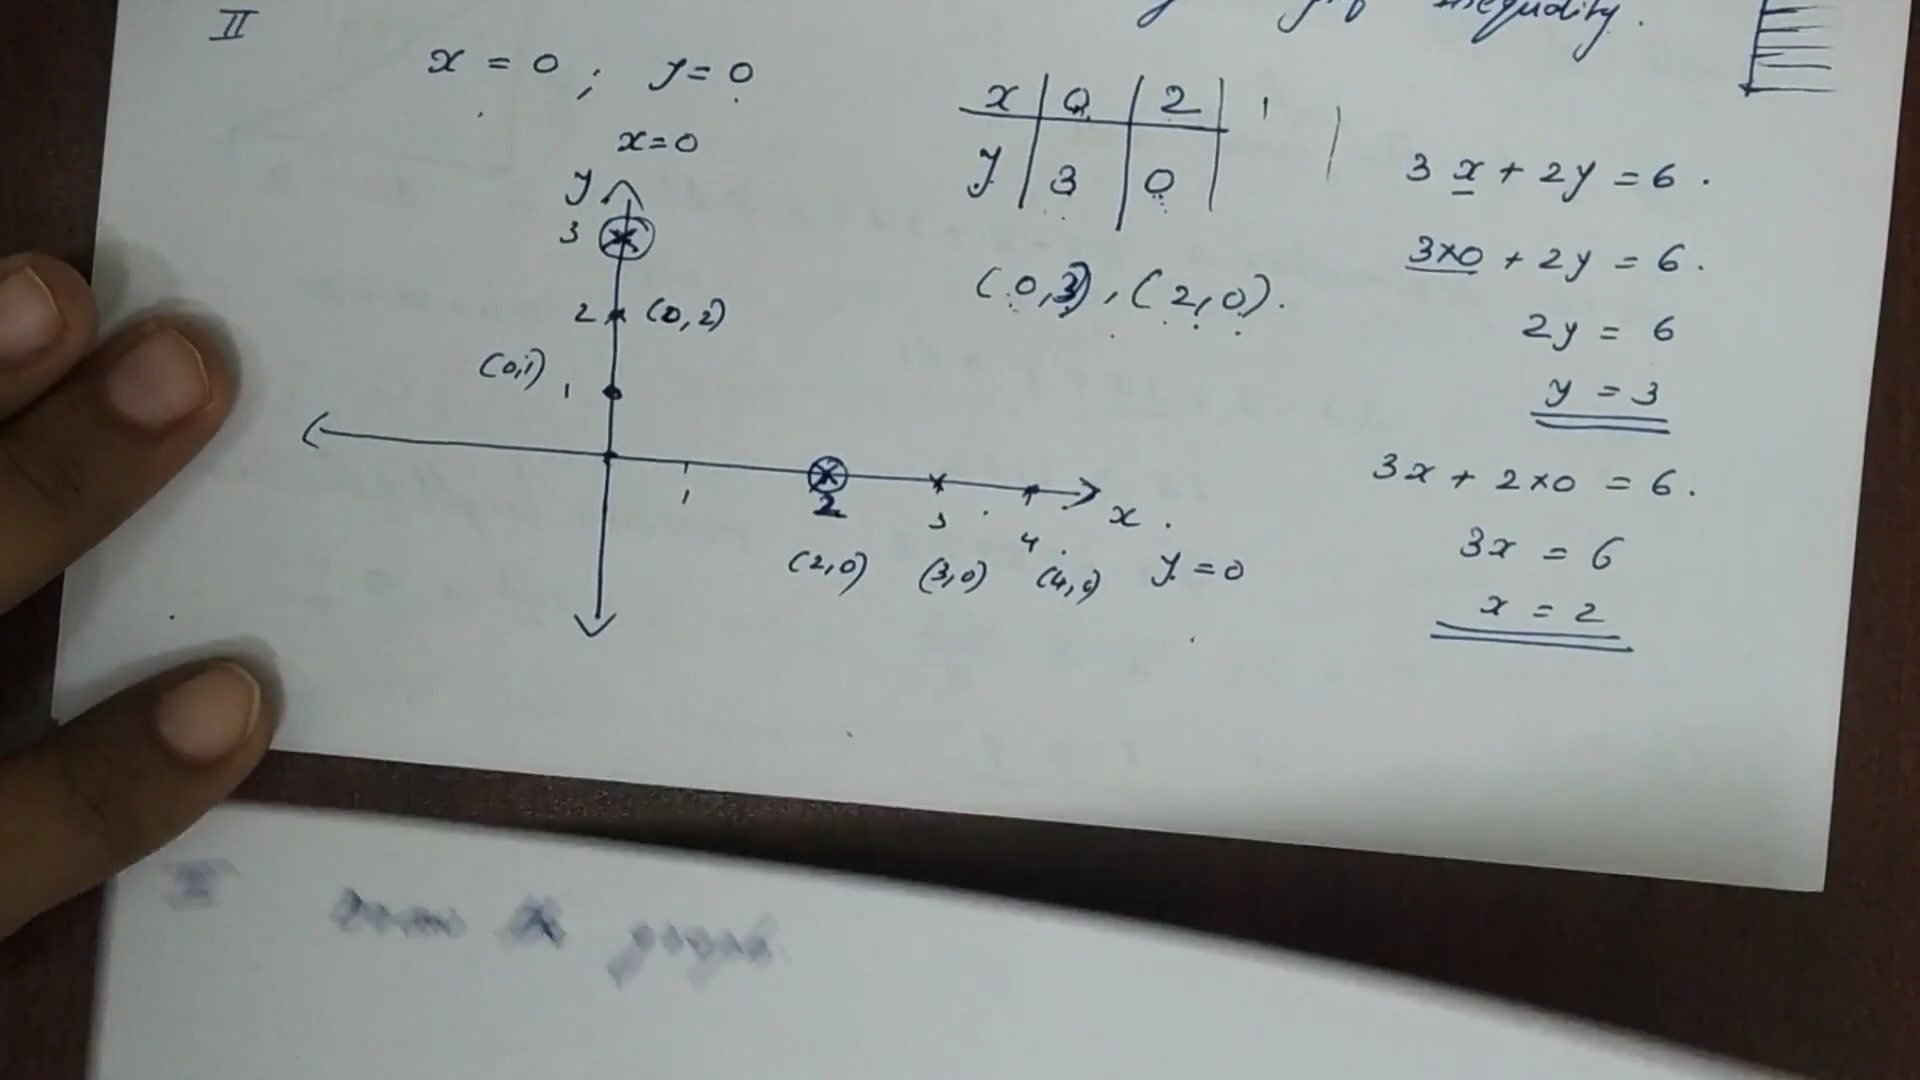 inequality.
II
x = 0 ; y = 0
x = 0
y
3
2 (0,2)
(0,1) 1
1 2 3 4
x .
(2,0) (3,0) (4,0) y = 0
x 0 2 1
y 3 0
(0,3), (2,0).
3x + 2y = 6 .
3×0 + 2y = 6 .
2y = 6
y = 3
3x + 2×0 = 6 .
3x = 6
x = 2